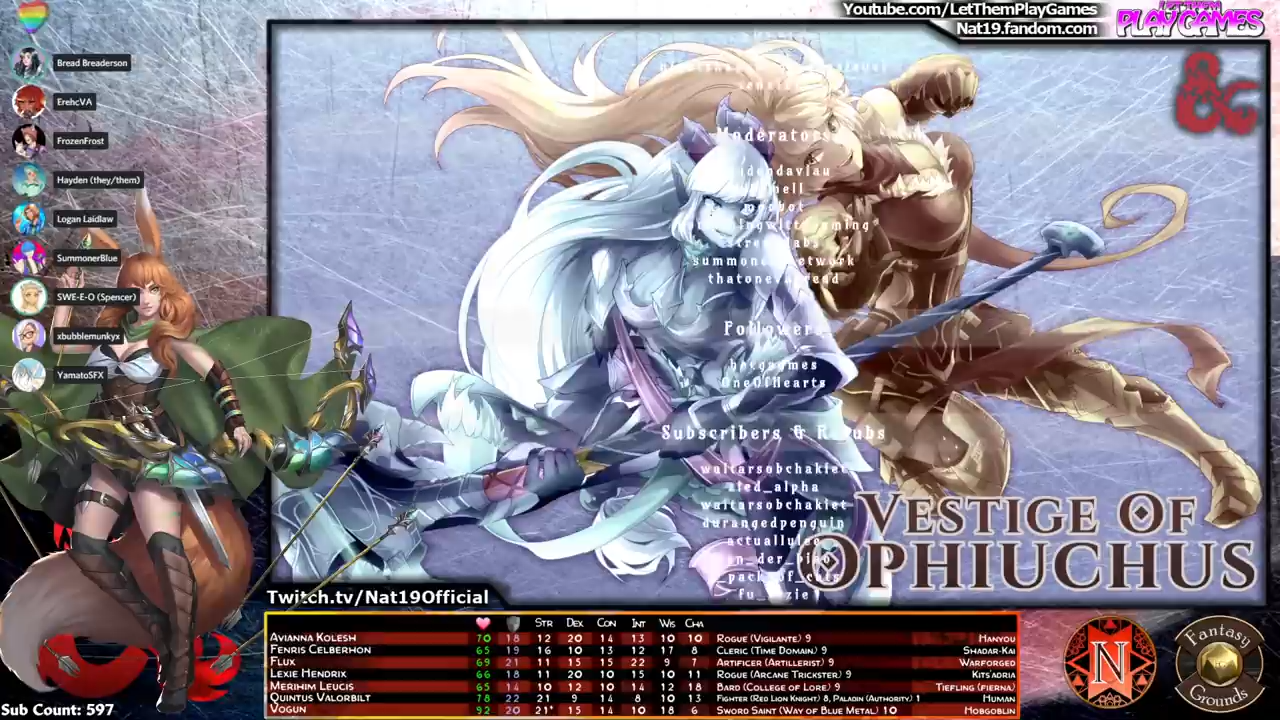 Youtube.com/LetThemPlayGames
Nat19.fandom.com
LET THEM
PLAY GAMES
Bread Breaderson
ErehcVA
FrozenFrost
Hayden (they/them)
Logan Laidlaw
SummonerBlue
SWE-E-O (Spencer)
xbubblemunkyx
YamatoSFX
Moderators
Followers
OneOfHearts
Subscribers & Resubs
waltarsobchakiet
zfed_alpha
waltarsobchakiet
durangedpenguin
Vestige Of
Ophiuchus
Twitch.tv/Nat19Official
Str Dex Con Int Wis Cha
Avianna Kolesh 70 18 12 20 14 13 10 10 Rogue (Vigilante) 9 Hanyou
Fenris Celberhon 65 19 16 10 13 12 17 8 Cleric (Time Domain) 9 Shadar-Kai
Flux 69 21 11 15 15 22 9 7 Artificer (Artillerist) 9 Warforged
Lexie Hendrix 66 18 11 20 10 15 10 11 Rogue (Arcane Trickster) 9 Kits'adria
Merihim Leucis 65 14 10 12 10 14 12 18 Bard (College of Lore) 9 Tiefling (fierna)
Quintus Valorbilt 78 22 21 9 14 8 10 13 Fighter (Red Lion Knight) 8, Paladin (Authority) 1 Human
Vogun 92 20 21* 15 14 10 18 6 Sword Saint (Way of Blue Metal) 10 Hobgoblin
N
Fantasy
Grounds
Sub Count: 597